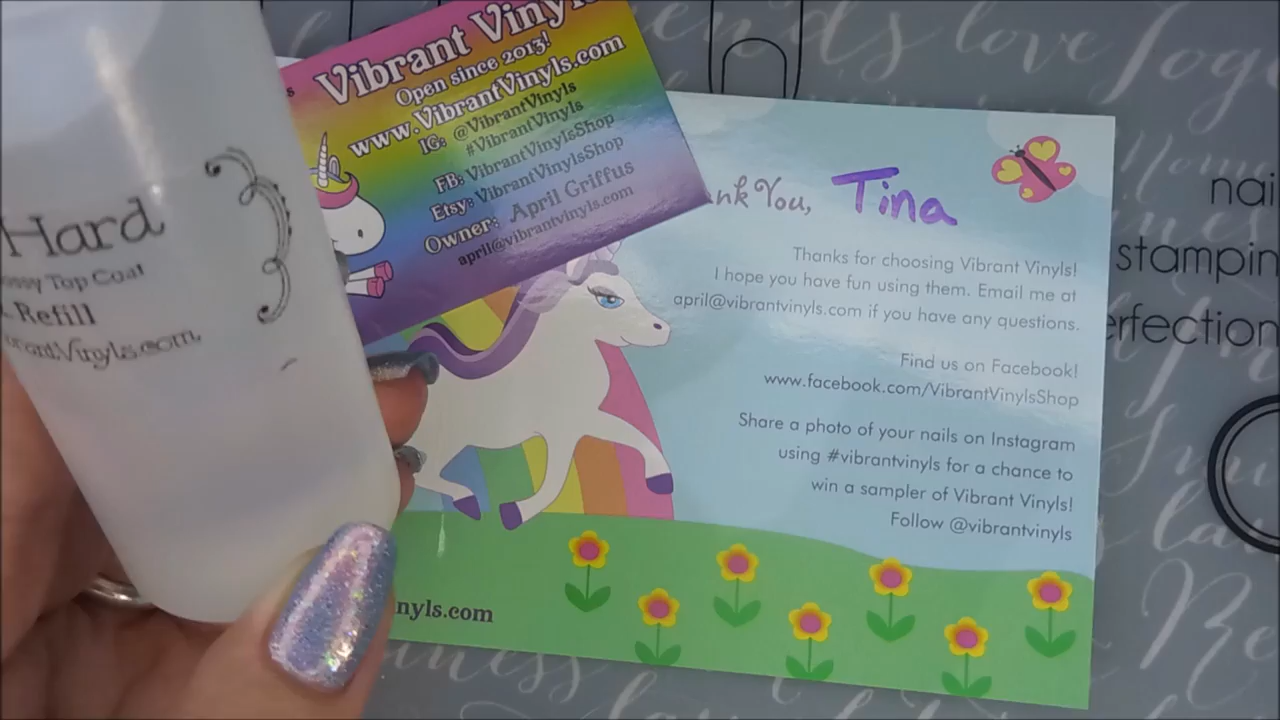 Vibrant Vinyls
Open since 2013!
www.VibrantVinyls.com
IG: @VibrantVinyls
#VibrantVinyls
FB: VibrantVinylsShop
Etsy: VibrantVinylsShop
Owner: April Griffus
april@vibrantvinyls.com
Hard
Top Coat
Refill
You, Tina
Thanks for choosing Vibrant Vinyls!
I hope you have fun using them. Email me at
april@vibrantvinyls.com if you have any questions.
Find us on Facebook!
www.facebook.com/VibrantVinylsShop
Share a photo of your nails on Instagram
using #vibrantvinyls for a chance to
win a sampler of Vibrant Vinyls!
Follow @vibrantvinyls
nyls.com
nai
stampin
erfection
love